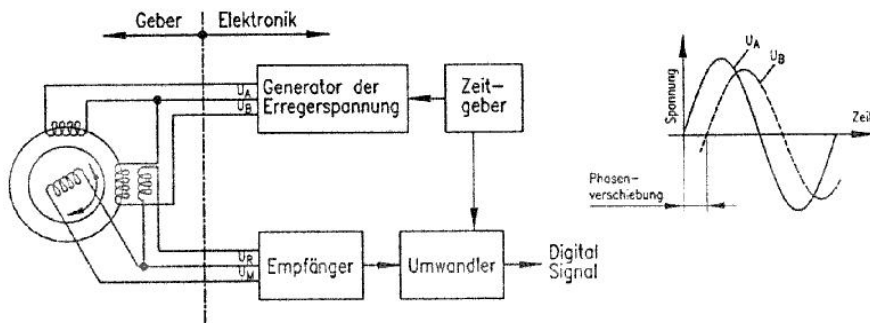 Geber Elektronik
U_A
U_B
Generator der
Erregerspannung
Zeit-
geber
U_R
U_M
Empfänger
Umwandler
Digital
Signal
Spannung
U_A
U_B
Zeit
Phasen-
verschiebung